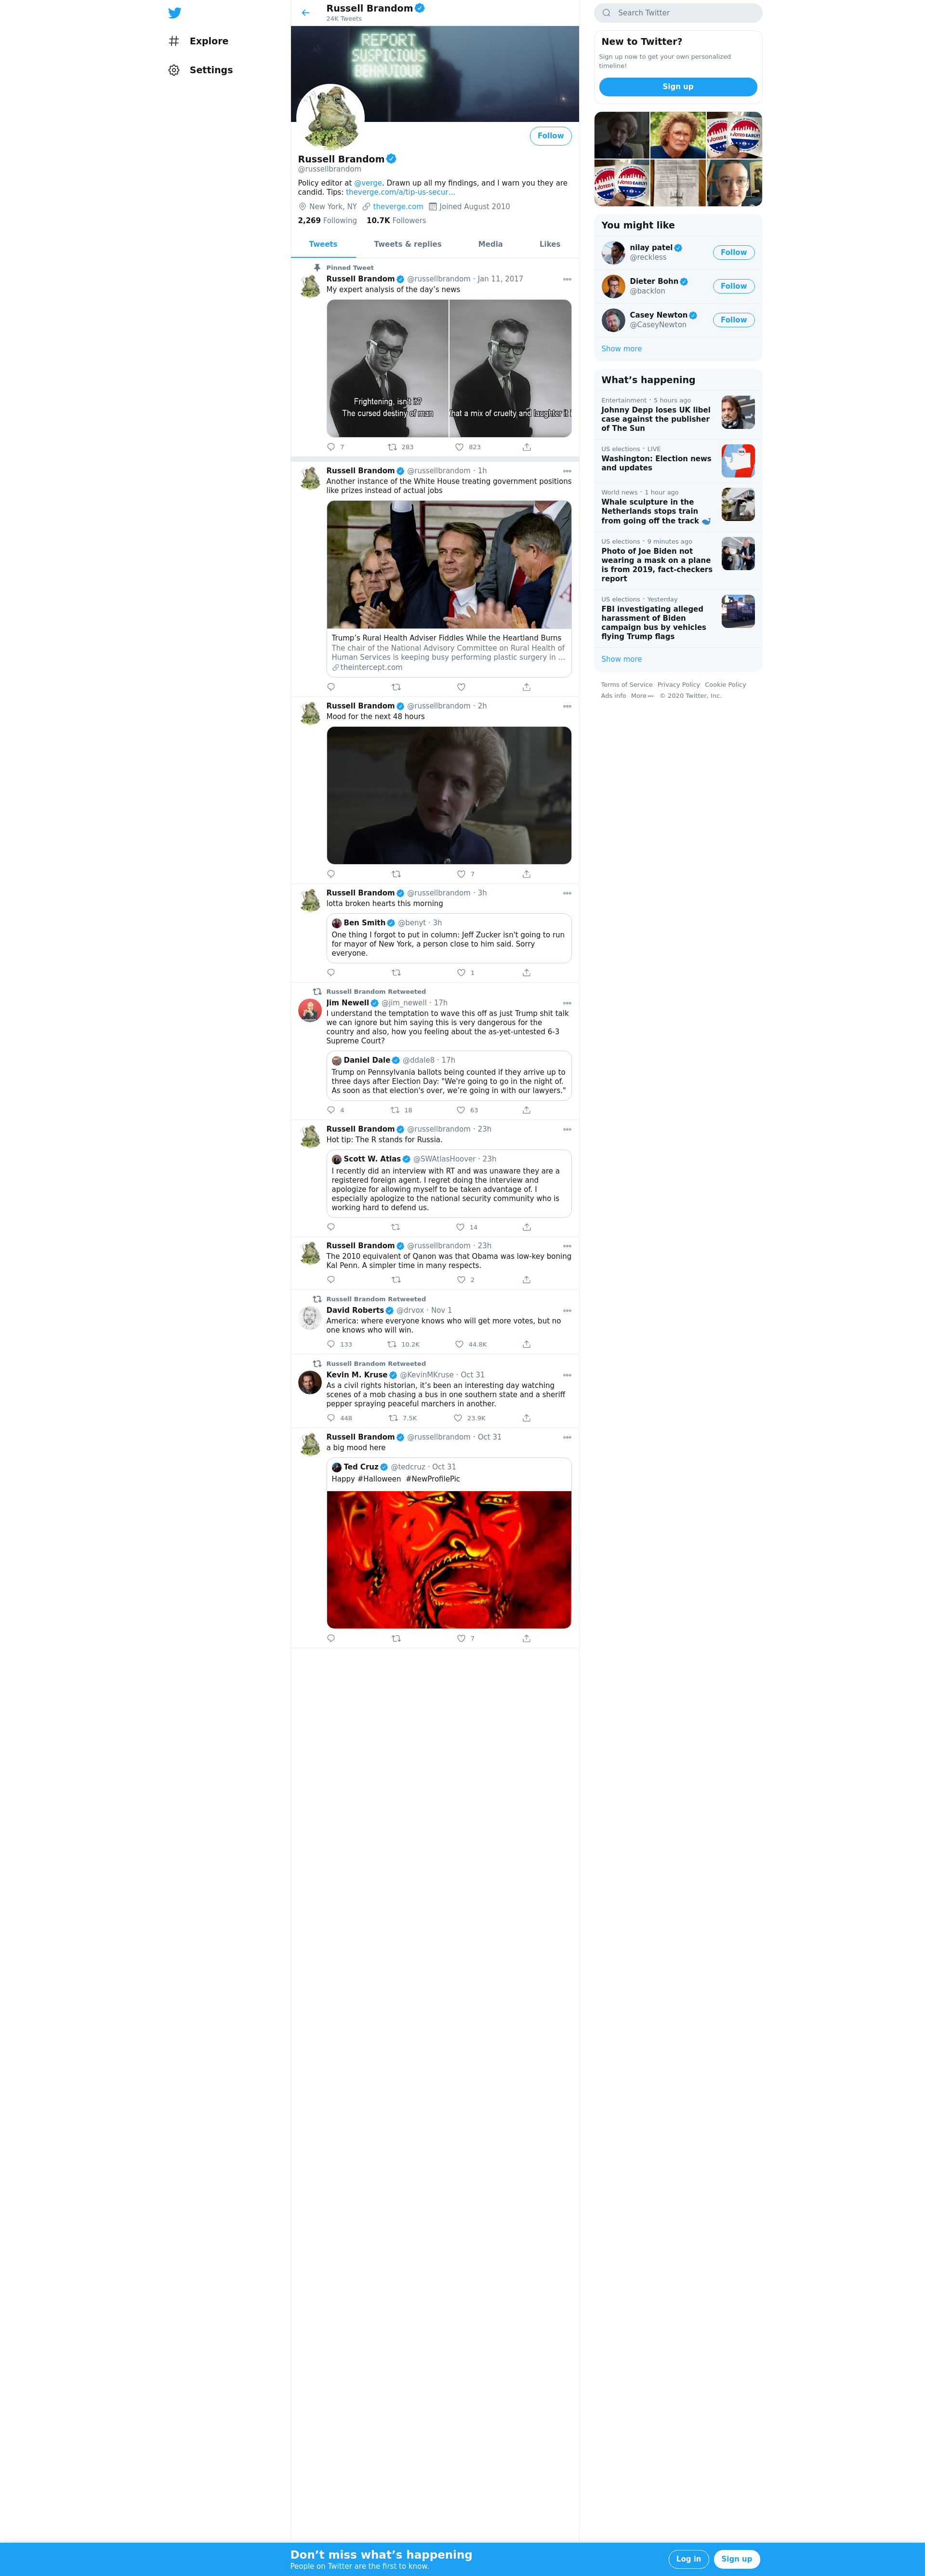 Explore
Settings
Russell Brandom
24K Tweets
REPORT
SUSPICIOUS
BEHAVIOUR
Follow
Russell Brandom
@russellbrandom
Policy editor at @verge. Drawn up all my findings, and I warn you they are
candid. Tips: theverge.com/a/tip-us-secur…
New York, NY theverge.com Joined August 2010
2,269 Following 10.7K Followers
Tweets Tweets & replies Media Likes
Pinned Tweet
Russell Brandom @russellbrandom · Jan 11, 2017
My expert analysis of the day's news
Frightening, isn't it?
The cursed destiny of man
that a mix of cruelty and laughter it i
7 283 823
Russell Brandom @russellbrandom · 1h
Another instance of the White House treating government positions
like prizes instead of actual jobs
Trump's Rural Health Adviser Fiddles While the Heartland Burns
The chair of the National Advisory Committee on Rural Health of
Human Services is keeping busy performing plastic surgery in …
theintercept.com
Russell Brandom @russellbrandom · 2h
Mood for the next 48 hours
7
Russell Brandom @russellbrandom · 3h
lotta broken hearts this morning
Ben Smith @benyt · 3h
One thing I forgot to put in column: Jeff Zucker isn't going to run
for mayor of New York, a person close to him said. Sorry
everyone.
1
Russell Brandom Retweeted
Jim Newell @jim_newell · 17h
I understand the temptation to wave this off as just Trump shit talk
we can ignore but him saying this is very dangerous for the
country and also, how you feeling about the as-yet-untested 6-3
Supreme Court?
Daniel Dale @ddale8 · 17h
Trump on Pennsylvania ballots being counted if they arrive up to
three days after Election Day: "We're going to go in the night of.
As soon as that election's over, we're going in with our lawyers."
4 18 63
Russell Brandom @russellbrandom · 23h
Hot tip: The R stands for Russia.
Scott W. Atlas @SWAtlasHoover · 23h
I recently did an interview with RT and was unaware they are a
registered foreign agent. I regret doing the interview and
apologize for allowing myself to be taken advantage of. I
especially apologize to the national security community who is
working hard to defend us.
14
Russell Brandom @russellbrandom · 23h
The 2010 equivalent of Qanon was that Obama was low-key boning
Kal Penn. A simpler time in many respects.
2
Russell Brandom Retweeted
David Roberts @drvox · Nov 1
America: where everyone knows who will get more votes, but no
one knows who will win.
133 10.2K 44.8K
Russell Brandom Retweeted
Kevin M. Kruse @KevinMKruse · Oct 31
As a civil rights historian, it's been an interesting day watching
scenes of a mob chasing a bus in one southern state and a sheriff
pepper spraying peaceful marchers in another.
448 7.5K 23.9K
Russell Brandom @russellbrandom · Oct 31
a big mood here
Ted Cruz @tedcruz · Oct 31
Happy #Halloween #NewProfilePic
7
Search Twitter
New to Twitter?
Sign up now to get your own personalized
timeline!
Sign up
You might like
nilay patel
@reckless
Follow
Dieter Bohn
@backlon
Follow
Casey Newton
@CaseyNewton
Follow
Show more
What's happening
Entertainment · 5 hours ago
Johnny Depp loses UK libel
case against the publisher
of The Sun
US elections · LIVE
Washington: Election news
and updates
World news · 1 hour ago
Whale sculpture in the
Netherlands stops train
from going off the track
US elections · 9 minutes ago
Photo of Joe Biden not
wearing a mask on a plane
is from 2019, fact-checkers
report
US elections · Yesterday
FBI investigating alleged
harassment of Biden
campaign bus by vehicles
flying Trump flags
Show more
Terms of Service Privacy Policy Cookie Policy
Ads info More © 2020 Twitter, Inc.
Don't miss what's happening
People on Twitter are the first to know.
Log in
Sign up